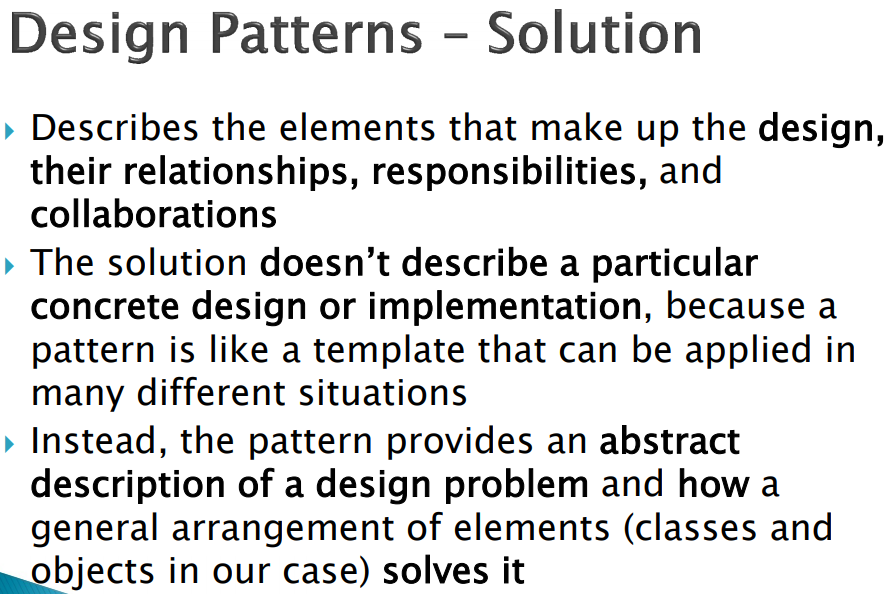 Design Patterns – Solution
Describes the elements that make up the design,
their relationships, responsibilities, and
collaborations
The solution doesn’t describe a particular
concrete design or implementation, because a
pattern is like a template that can be applied in
many different situations
Instead, the pattern provides an abstract
description of a design problem and how a
general arrangement of elements (classes and
objects in our case) solves it